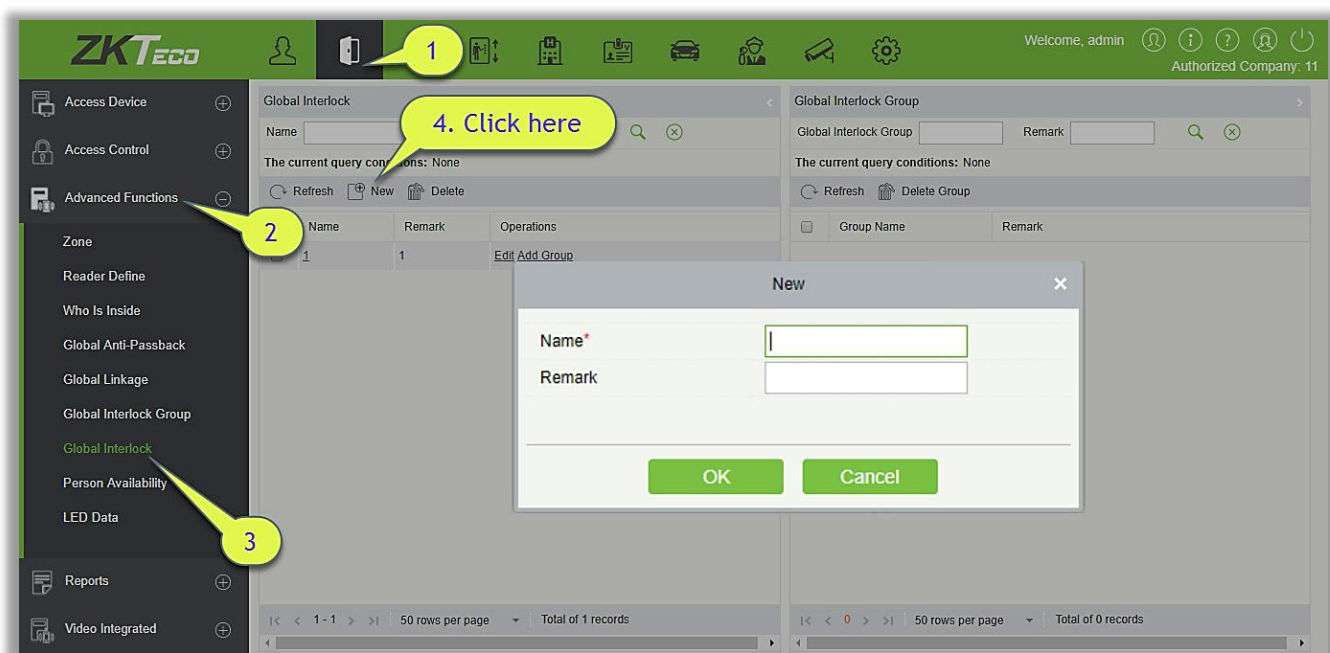 ZKTECO
1
Welcome, admin
Authorized Company: 11
Access Device
Access Control
Advanced Functions
2
Zone
Reader Define
Who Is Inside
Global Anti-Passback
Global Linkage
Global Interlock Group
Global Interlock
Person Availability
LED Data
3
Reports
Video Integrated
Global Interlock
Name
4. Click here
The current query conditions: None
Refresh New Delete
Name Remark Operations
1 1 Edit Add Group
1-1 50 rows per page Total of 1 records
Global Interlock Group
Global Interlock Group Remark
The current query conditions: None
Refresh Delete Group
Group Name Remark
0 50 rows per page Total of 0 records
New
Name*
Remark
OK Cancel